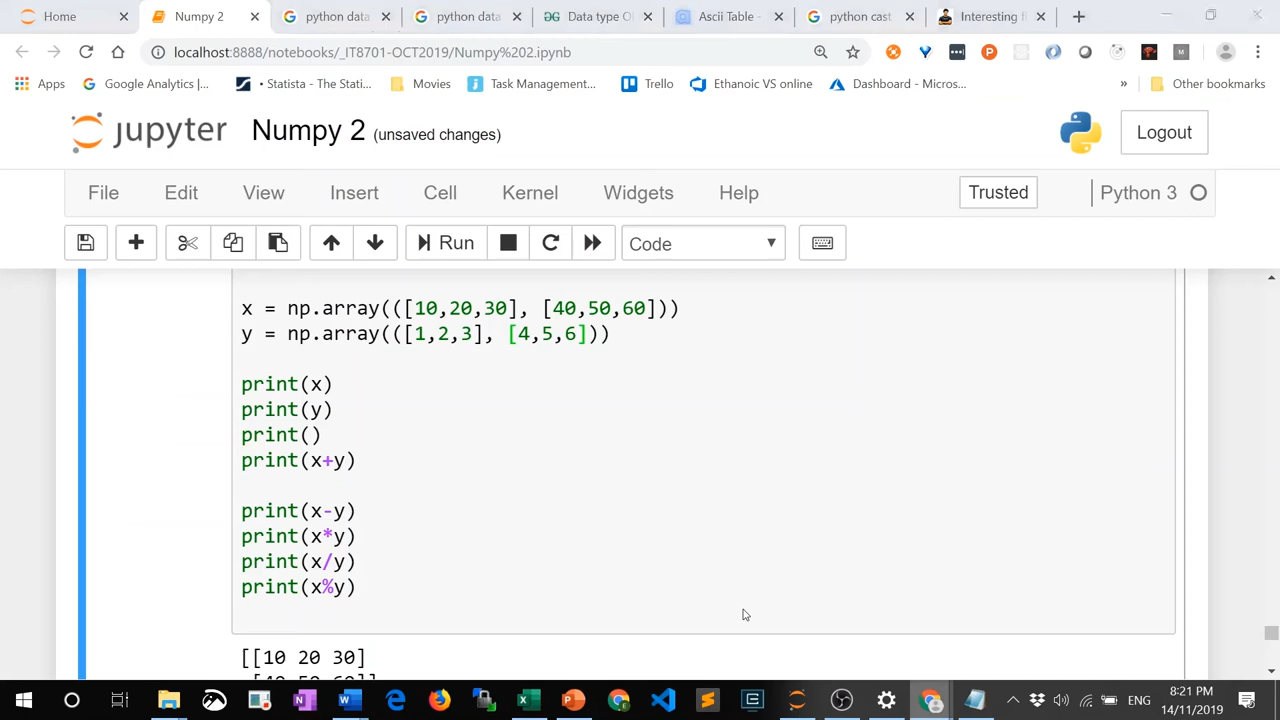 Home
Numpy 2
python data
python data
Data type O
Ascii Table -
python cast
Interesting f
localhost:8888/notebooks/_IT8701-OCT2019/Numpy%202.ipynb
Apps
Google Analytics |...
• Statista - The Stati...
Movies
Task Management...
Trello
Ethanoic VS online
Dashboard - Micros...
»
Other bookmarks
jupyter
Numpy 2 (unsaved changes)
Logout
File
Edit
View
Insert
Cell
Kernel
Widgets
Help
Trusted
Python 3
Run
Code
x = np.array(([10,20,30], [40,50,60]))
y = np.array(([1,2,3], [4,5,6]))
print(x)
print(y)
print()
print(x+y)
print(x-y)
print(x*y)
print(x/y)
print(x%y)
[[10 20 30]
[40 50 60]]
ENG
8:21 PM
14/11/2019